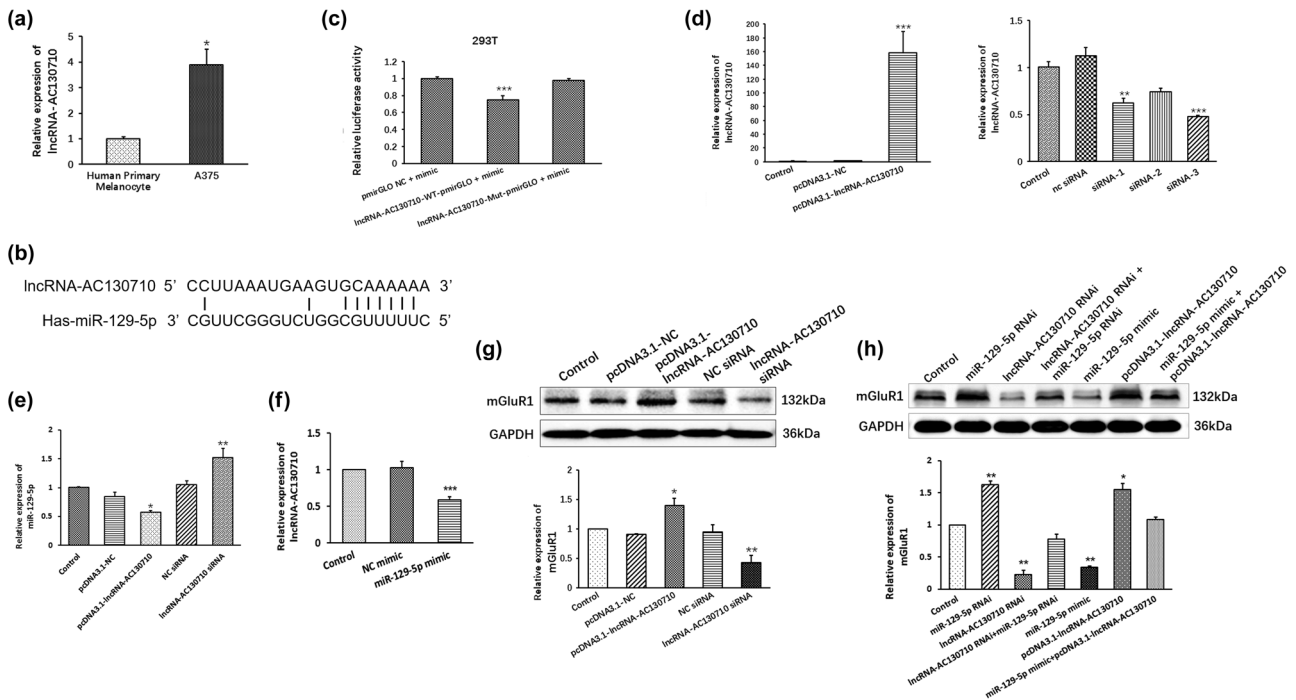 (a)
Relative expression of
lncRNA- AC130710
5
4
3
2
1
0
*
Human Primary
Melanocyte
A375
(c)
293T
Relative luciferase activity
1.2
1
0.8
0.6
0.4
0.2
0
***
pmirGLO NC + mimic
lncRNA-AC130710-WT-pmirGLO + mimic
lncRNA-AC130710-Mut-pmirGLO + mimic
(d)
Relative expression of
lncRNA-AC130710
200
180
160
140
120
100
80
60
40
20
0
***
Control
pcDNA3.1-NC
pcDNA3.1-lncRNA-AC130710
Relative expression of
lncRNA-AC130710
1.5
1
0.5
0
**
***
Control
nc siRNA
siRNA-1
siRNA-2
siRNA-3
(b)
lncRNA-AC130710 5’ CCUUAAAUGAAGUGCAAAAAA 3’
Has-miR-129-5p 3’ CGUUCGGGUCUGGCGUUUUUC 5’
(e)
Relative expression of
miR-129-5p
2
1.5
1
0.5
0
*
**
Control
pcDNA3.1-NC
pcDNA3.1-lncRNA-AC130710
NC siRNA
lncRNA-AC130710 siRNA
(f)
Relative expression of
lncRNA-AC130710
1.5
1
0.5
0
***
Control
NC mimic
miR-129-5p mimic
(g)
Control
pcDNA3.1-NC
pcDNA3.1-
lncRNA-AC130710
NC siRNA
lncRNA-AC130710
siRNA
mGluR1
132kDa
GAPDH
36kDa
Relative expression of
mGluR1
2
1.5
1
0.5
0
*
**
Control
pcDNA3.1-NC
pcDNA3.1-lncRNA-AC130710
NC siRNA
lncRNA-AC130710 siRNA
(h)
Control
miR-129-5p RNAi
lncRNA-AC130710 RNAi
lncRNA-AC130710 RNAi +
miR-129-5p RNAi
miR-129-5p mimic
pcDNA3.1-lncRNA-AC130710
miR-129-5p mimic +
pcDNA3.1-lncRNA-AC130710
mGluR1
132kDa
GAPDH
36kDa
Relative expression of
mGluR1
2
1.5
1
0.5
0
**
**
**
*
Control
miR-129-5p RNAi
lncRNA-AC130710 RNAi
lncRNA-AC130710 RNAi+miR-129-5p RNAi
miR-129-5p mimic
pcDNA3.1-lncRNA-AC130710
miR-129-5p mimic+pcDNA3.1-lncRNA-AC130710